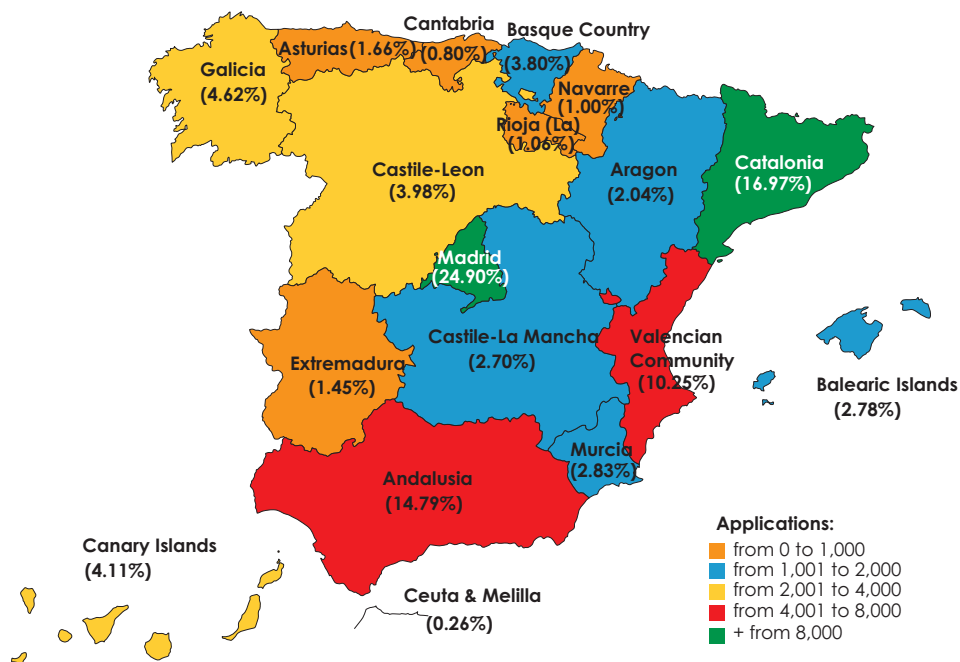 Cantabria
(0.80%)
Basque Country
(3.80%)
Asturias (1.66%)
Galicia
(4.62%)
Navarre
(1.00%)
Rioja (La)
(1.06%)
Castile-Leon
(3.98%)
Aragon
(2.04%)
Catalonia
(16.97%)
Madrid
(24.90%)
Castile-La Mancha
(2.70%)
Valencian
Community
(10.25%)
Extremadura
(1.45%)
Balearic Islands
(2.78%)
Murcia
(2.83%)
Andalusia
(14.79%)
Canary Islands
(4.11%)
Ceuta & Melilla
(0.26%)
Applications:
from 0 to 1,000
from 1,001 to 2,000
from 2,001 to 4,000
from 4,001 to 8,000
+ from 8,000